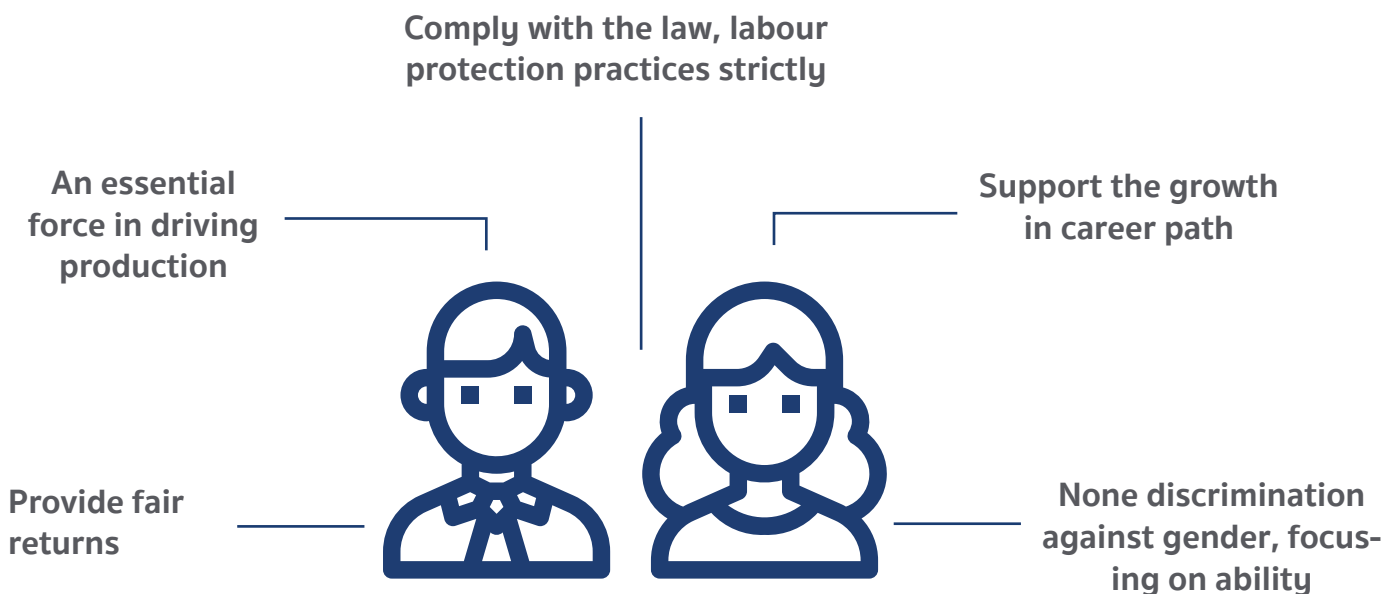 Comply with the law, labour
protection practices strictly
An essential
force in driving
production
Support the growth
in career path
Provide fair
returns
None discrimination
against gender, focus-
ing on ability